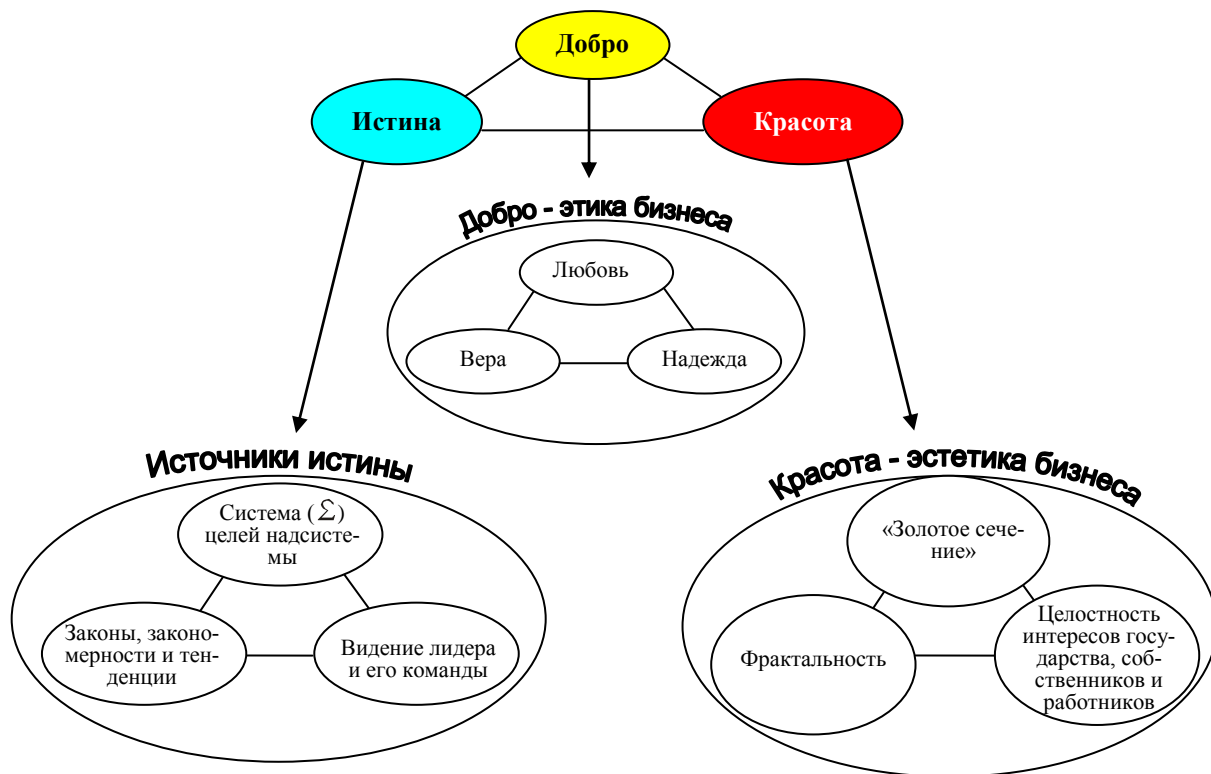 Добро
Истина
Красота
Добро - этика бизнеса
Любовь
Вера
Надежда
Источники истины
Система (Σ)
целей надсисте-
мы
Законы, законо-
мерности и тен-
денции
Видение лидера
и его команды
Красота - эстетика бизнеса
«Золотое сече-
ние»
Фрактальность
Целостность
интересов госу-
дарства, соб-
ственников и
работников